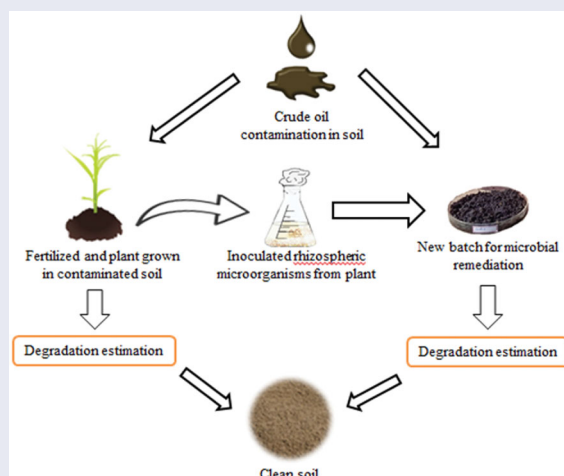 Crude oil
contamination in soil
Fertilized and plant grown
in contaminated soil
Inoculated rhizospheric
microorganisms from plant
New batch for microbial
remediation
Degradation estimation
Degradation estimation
Clean soil